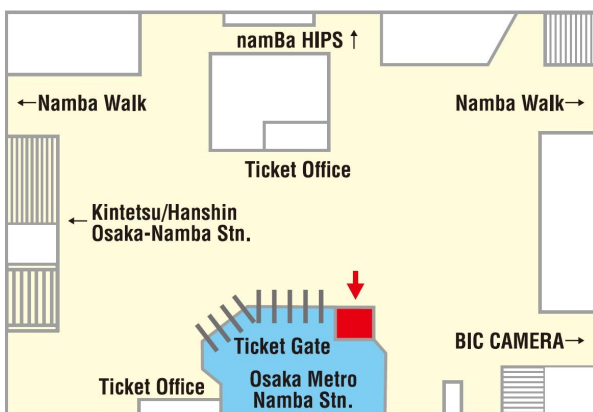 namBa HIPS ↑
←Namba Walk
Namba Walk→
Ticket Office
←Kintetsu/Hanshin
Osaka-Namba Stn.
Ticket Gate
BIC CAMERA→
Ticket Office
Osaka Metro
Namba Stn.